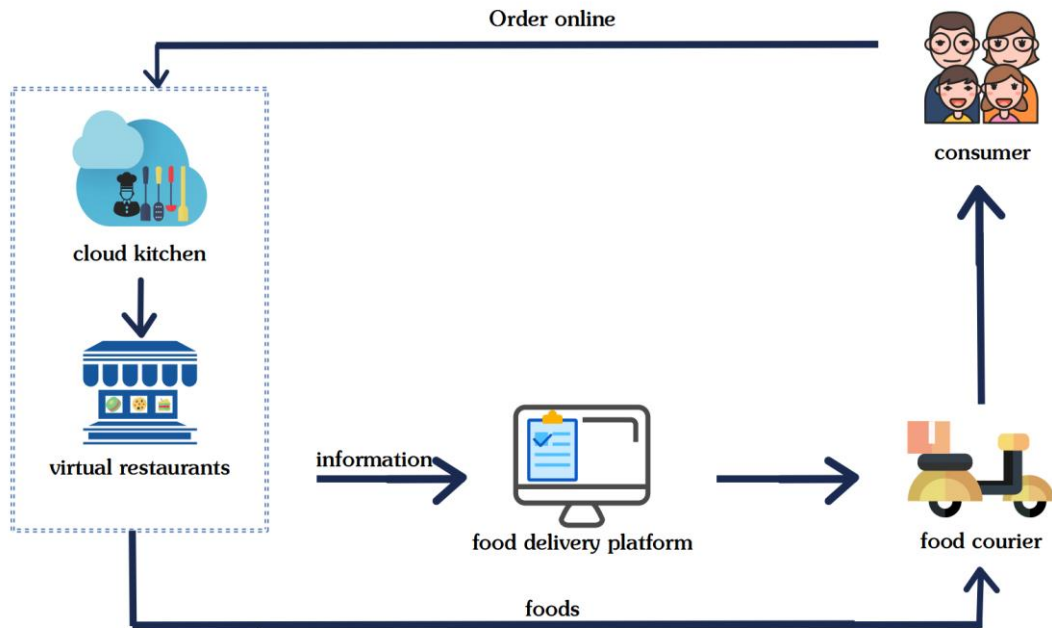 Order online
consumer
cloud kitchen
virtual restaurants
information
food delivery platform
food courier
foods